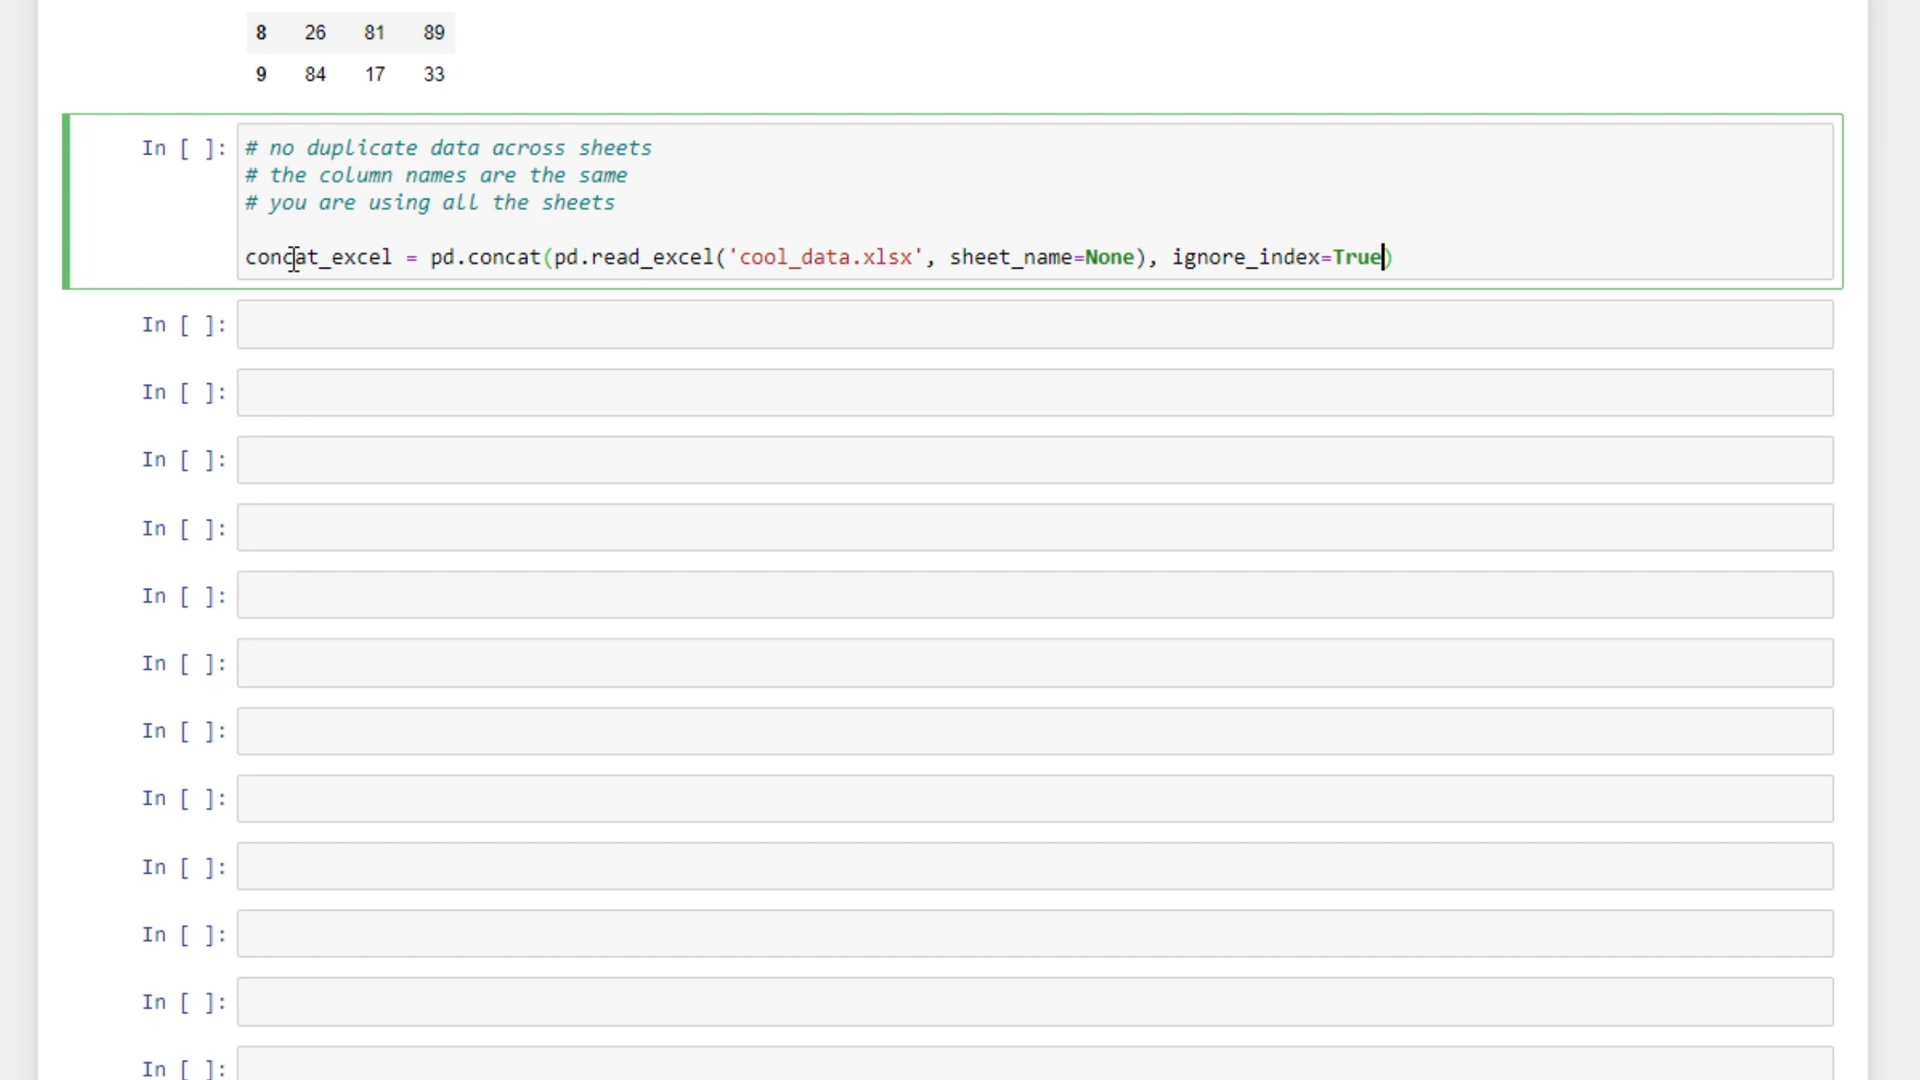 8 26 81 89
9 84 17 33
In [ ]: # no duplicate data across sheets
# the column names are the same
# you are using all the sheets
concat_excel = pd.concat(pd.read_excel('cool_data.xlsx', sheet_name=None), ignore_index=True)
In [ ]:
In [ ]:
In [ ]:
In [ ]:
In [ ]:
In [ ]:
In [ ]:
In [ ]:
In [ ]:
In [ ]:
In [ ]:
In [ ]: